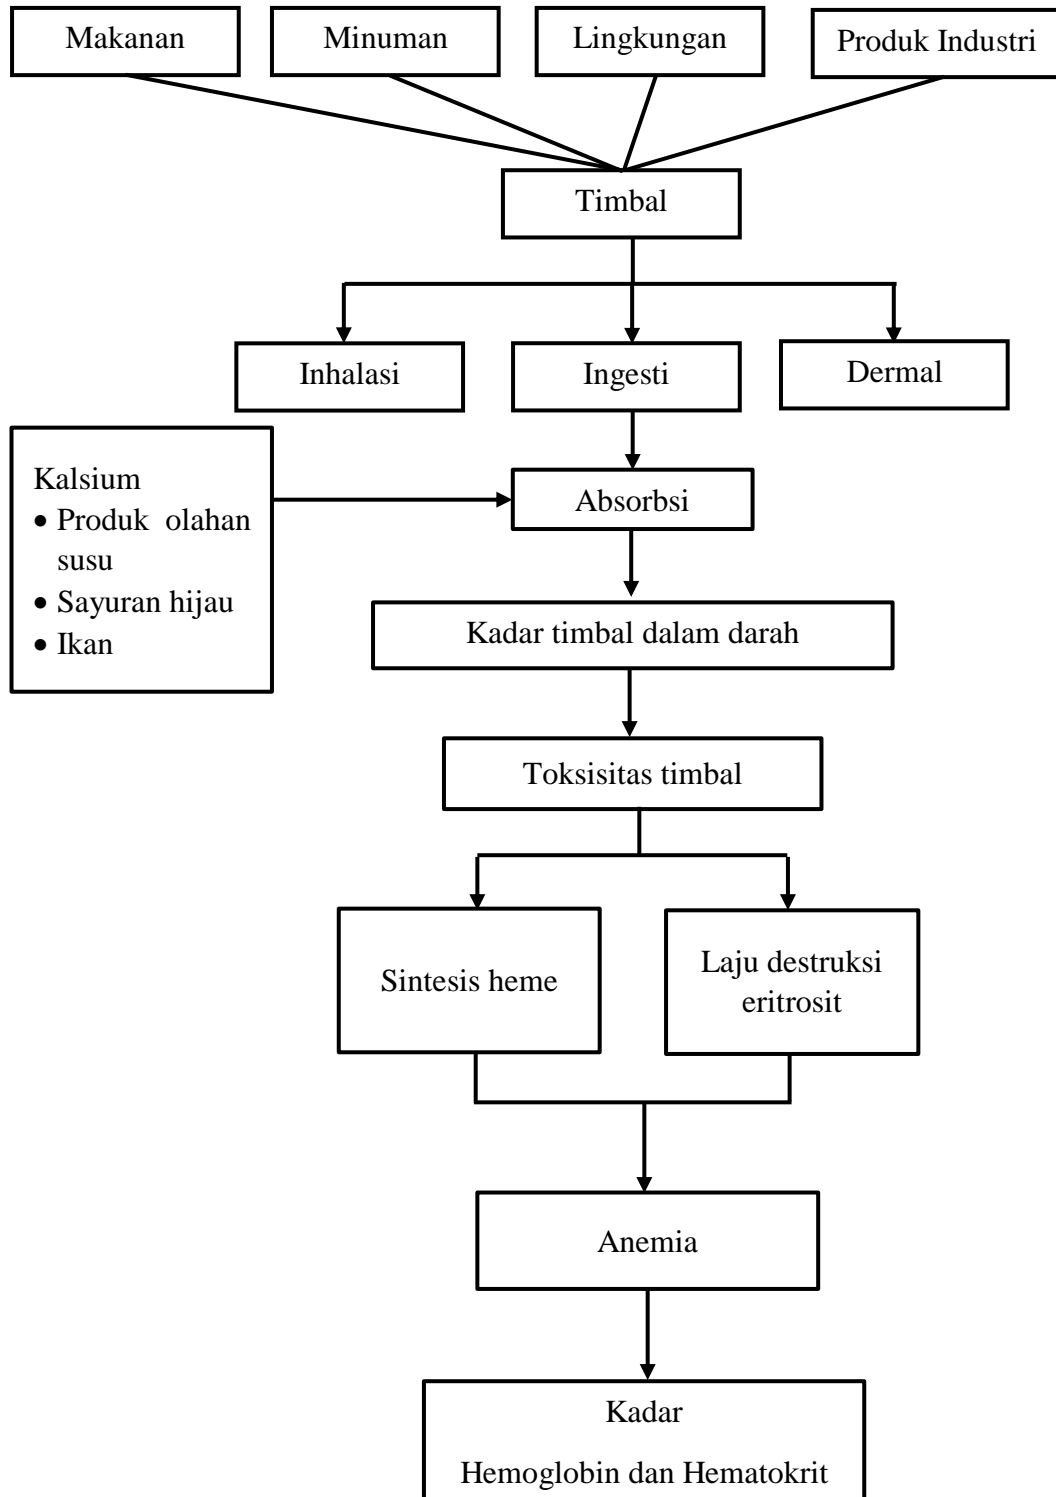 Makanan
Minuman
Lingkungan
Produk Industri
Timbal
Inhalasi
Ingesti
Dermal
Kalsium
• Produk olahan
susu
• Sayuran hijau
• Ikan
Absorbsi
Kadar timbal dalam darah
Toksisitas timbal
Sintesis heme
Laju destruksi
eritrosit
Anemia
Kadar
Hemoglobin dan Hematokrit